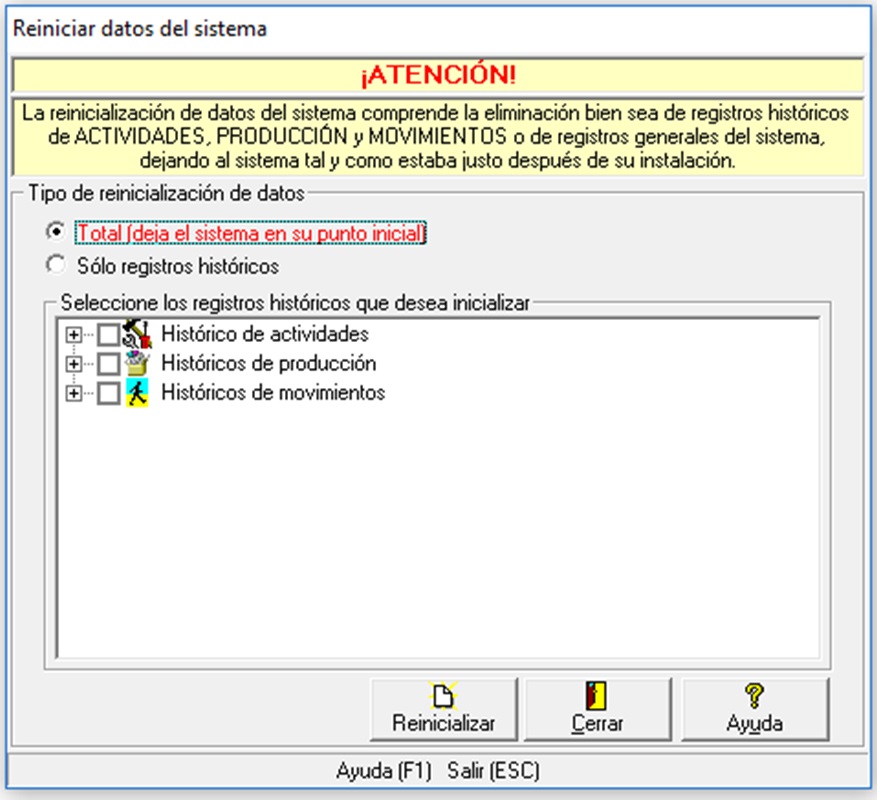 Reiniciar datos del sistema
¡ATENCIÓN!
La reinicialización de datos del sistema comprende la eliminación bien sea de registros históricos
de ACTIVIDADES, PRODUCCIÓN y MOVIMIENTOS o de registros generales del sistema,
dejando al sistema tal y como estaba justo después de su instalación.
Tipo de reinicialización de datos
Total (deja el sistema en su punto inicial)
Sólo registros históricos
Seleccione los registros históricos que desea inicializar
Histórico de actividades
Históricos de producción
Históricos de movimientos
Reinicializar
Cerrar
Ayuda
Ayuda (F1) Salir (ESC)